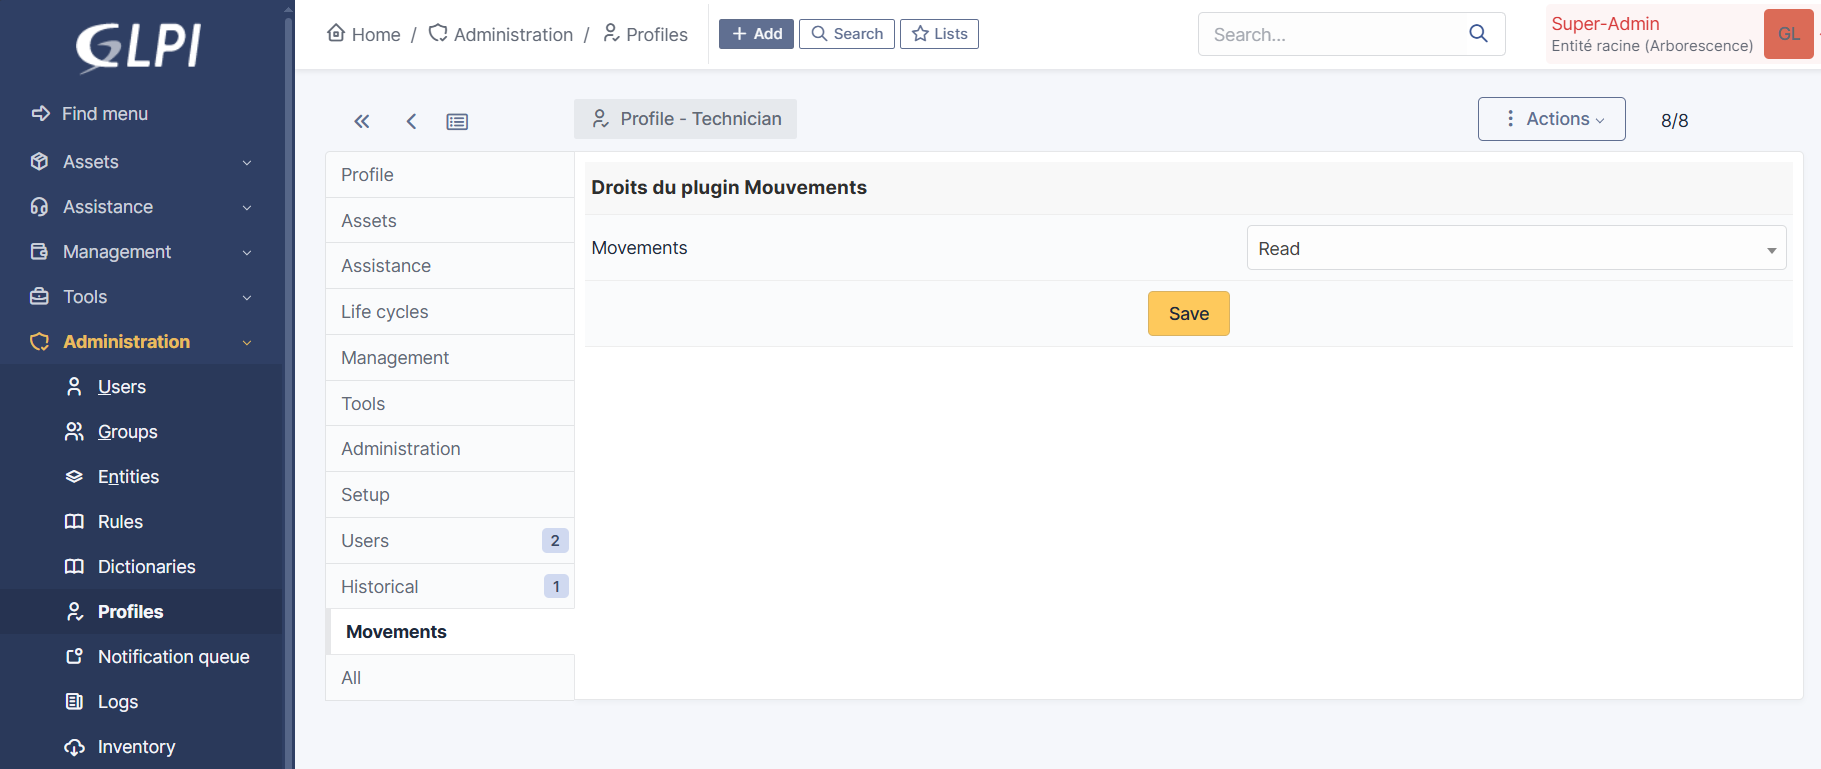 GLPI
Find menu
Assets
Assistance
Management
Tools
Administration
Users
Groups
Entities
Rules
Dictionaries
Profiles
Notification queue
Logs
Inventory
Home / Administration / Profiles
Add
Search
Lists
Search...
Super-Admin
Entité racine (Arborescence)
GL
Profile - Technician
Actions
8/8
Profile
Assets
Assistance
Life cycles
Management
Tools
Administration
Setup
Users 2
Historical 1
Movements
All
Droits du plugin Mouvements
Movements
Read
Save